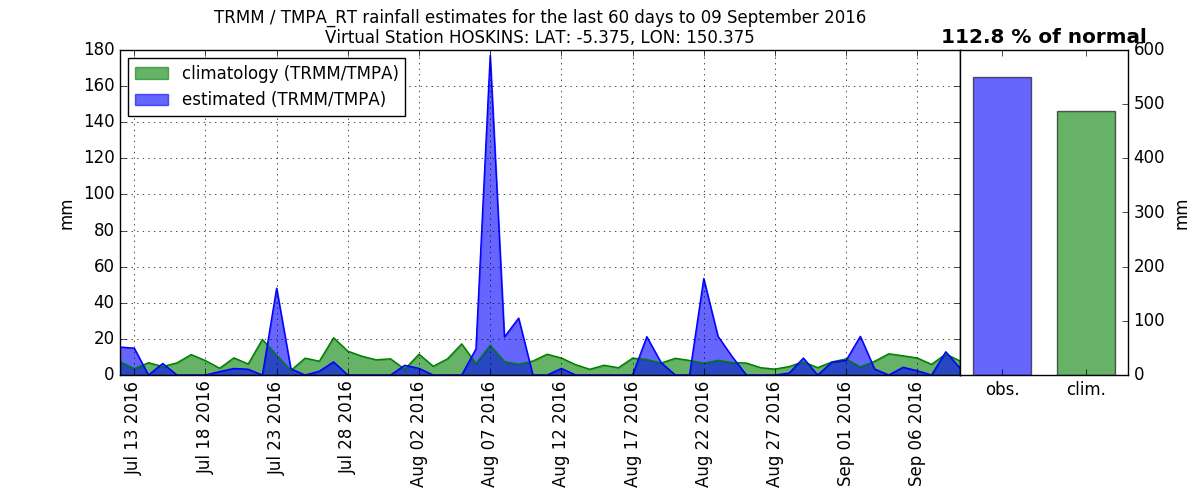 TRMM / TMPA_RT rainfall estimates for the last 60 days to 09 September 2016
Virtual Station HOSKINS: LAT: -5.375, LON: 150.375
112.8 % of normal
climatology (TRMM/TMPA)
estimated (TRMM/TMPA)
180
160
140
120
100
80
60
40
20
0
mm
Jul 13 2016
Jul 18 2016
Jul 23 2016
Jul 28 2016
Aug 02 2016
Aug 07 2016
Aug 12 2016
Aug 17 2016
Aug 22 2016
Aug 27 2016
Sep 01 2016
Sep 06 2016
600
500
400
300
200
100
0
mm
obs.
clim.